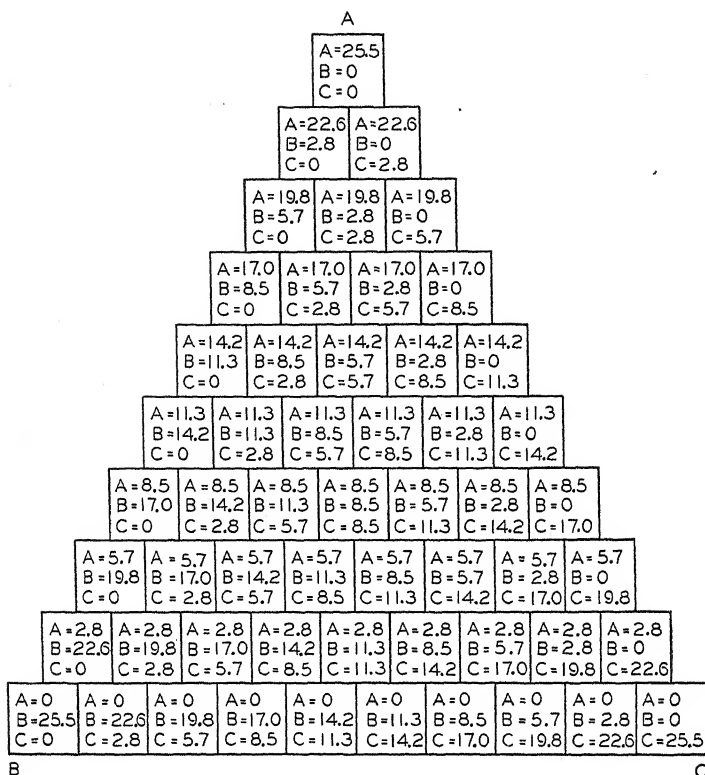 A
A=25.5
B=0
C=0
A=22.6 A=22.6
B=2.8 B=0
C=0 C=2.8
A=19.8 A=19.8 A=19.8
B=5.7 B=2.8 B=0
C=0 C=2.8 C=5.7
A=17.0 A=17.0 A=17.0 A=17.0
B=8.5 B=5.7 B=2.8 B=0
C=0 C=2.8 C=5.7 C=8.5
A=14.2 A=14.2 A=14.2 A=14.2 A=14.2
B=11.3 B=8.5 B=5.7 B=2.8 B=0
C=0 C=2.8 C=5.7 C=8.5 C=11.3
A=11.3 A=11.3 A=11.3 A=11.3 A=11.3 A=11.3
B=14.2 B=11.3 B=8.5 B=5.7 B=2.8 B=0
C=0 C=2.8 C=5.7 C=8.5 C=11.3 C=14.2
A=8.5 A=8.5 A=8.5 A=8.5 A=8.5 A=8.5 A=8.5
B=17.0 B=14.2 B=11.3 B=8.5 B=5.7 B=2.8 B=0
C=0 C=2.8 C=5.7 C=8.5 C=11.3 C=14.2 C=17.0
A=5.7 A=5.7 A=5.7 A=5.7 A=5.7 A=5.7 A=5.7 A=5.7
B=19.8 B=17.0 B=14.2 B=11.3 B=8.5 B=5.7 B=2.8 B=0
C=0 C=2.8 C=5.7 C=8.5 C=11.3 C=14.2 C=17.0 C=19.8
A=2.8 A=2.8 A=2.8 A=2.8 A=2.8 A=2.8 A=2.8 A=2.8 A=2.8
B=22.6 B=19.8 B=17.0 B=14.2 B=11.3 B=8.5 B=5.7 B=2.8 B=0
C=0 C=2.8 C=5.7 C=8.5 C=11.3 C=14.2 C=17.0 C=19.8 C=22.6
A=0 A=0 A=0 A=0 A=0 A=0 A=0 A=0 A=0 A=0
B=25.5 B=22.6 B=19.8 B=17.0 B=14.2 B=11.3 B=8.5 B=5.7 B=2.8 B=0
C=0 C=2.8 C=5.7 C=8.5 C=11.3 C=14.2 C=17.0 C=19.8 C=22.6 C=25.5
B C